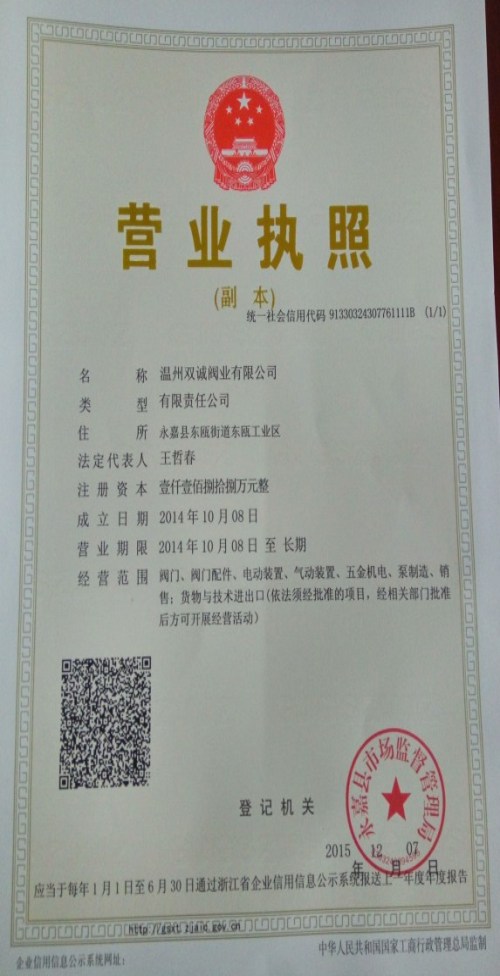 营业执照
(副 本)
统一社会信用代码 91330324307761111B (1/1)
名 称 温州双诚阀业有限公司
类 型 有限责任公司
住 所 永嘉县东瓯街道东瓯工业区
法定代表人 王哲春
注册资本 壹仟壹佰捌拾捌万元整
成立日期 2014年10月08日
营业期限 2014年10月08日 至 长期
经营范围 阀门、阀门配件、电动装置、气动装置、五金机电、泵制造、销
售；货物与技术进出口(依法须经批准的项目，经相关部门批准
后方可开展经营活动)
永嘉县市场监督管理局
登记机关
2015 年 12 月 07 日
应当于每年1月1日至6月30日通过浙江省企业信用信息公示系统报送上一年度年度报告
http://gsxt.zjaic.gov.cn
企业信用信息公示系统网址：
中华人民共和国国家工商行政管理总局监制